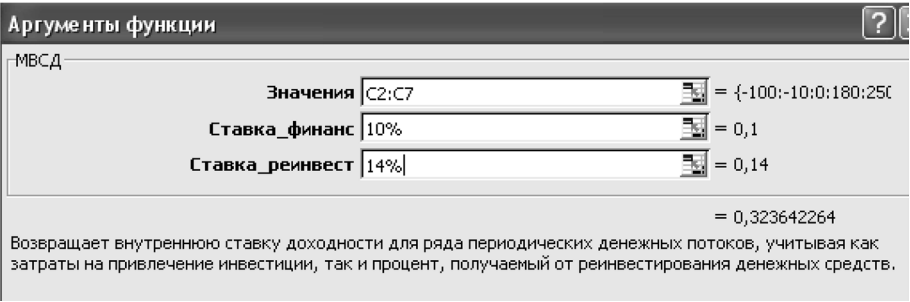 Аргументы функции
МВСД
Значения C2:C7 = {-100:-10:0:180:250
Ставка_финанс 10% = 0,1
Ставка_реинвест 14% = 0,14
= 0,323642264
Возвращает внутреннюю ставку доходности для ряда периодических денежных потоков, учитывая как
затраты на привлечение инвестиции, так и процент, получаемый от реинвестирования денежных средств.